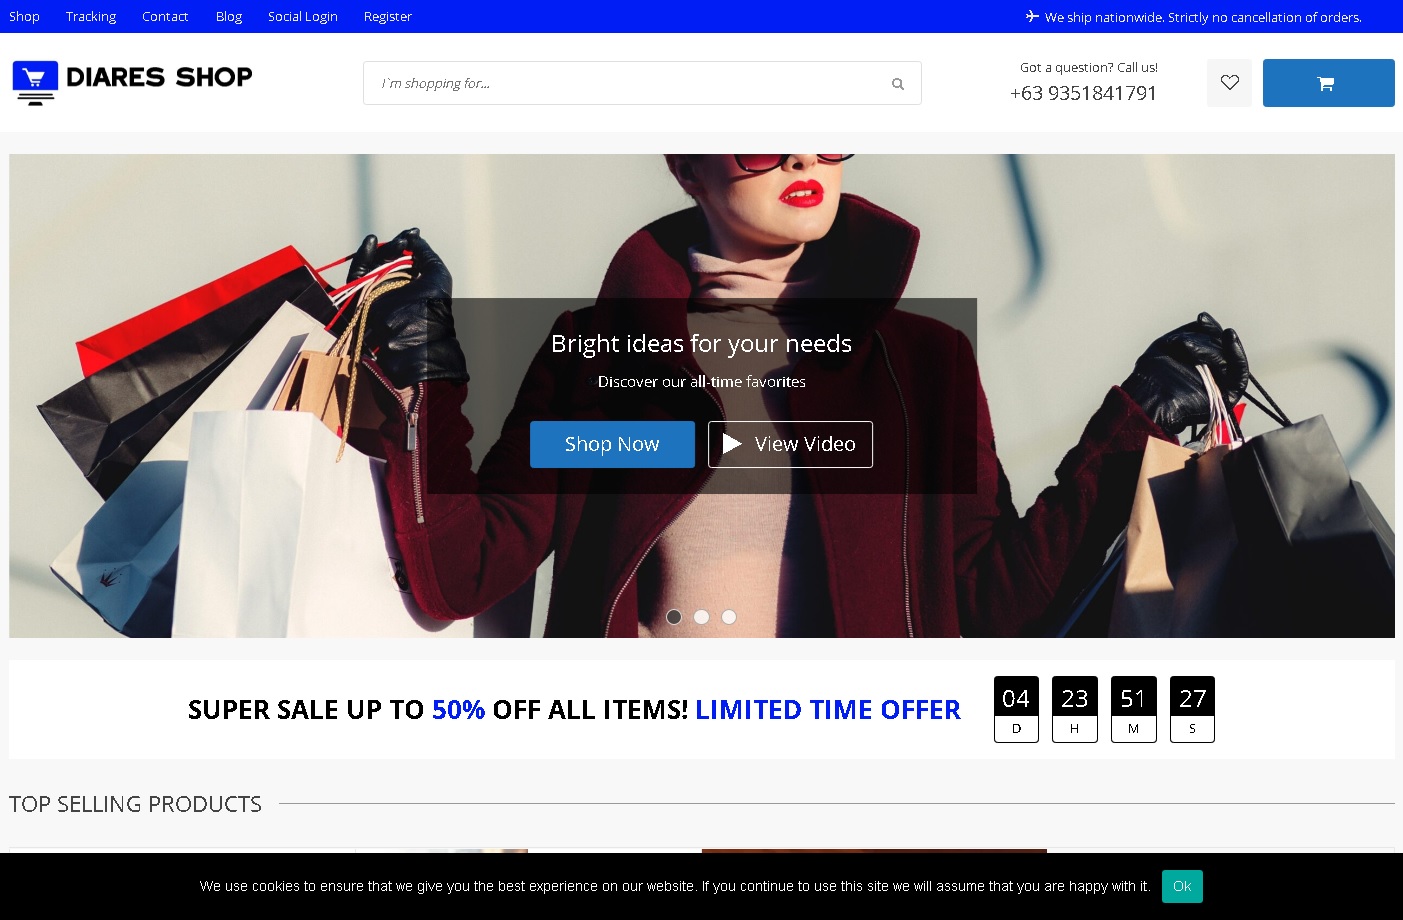 Shop Tracking Contact Blog Social Login Register We ship nationwide. Strictly no cancellation of orders.
DIARES SHOP
I`m shopping for...
Got a question? Call us!
+63 9351841791
Bright ideas for your needs
Discover our all-time favorites
Shop Now View Video
SUPER SALE UP TO 50% OFF ALL ITEMS! LIMITED TIME OFFER
04 23 51 27
D H M S
TOP SELLING PRODUCTS
We use cookies to ensure that we give you the best experience on our website. If you continue to use this site we will assume that you are happy with it. Ok